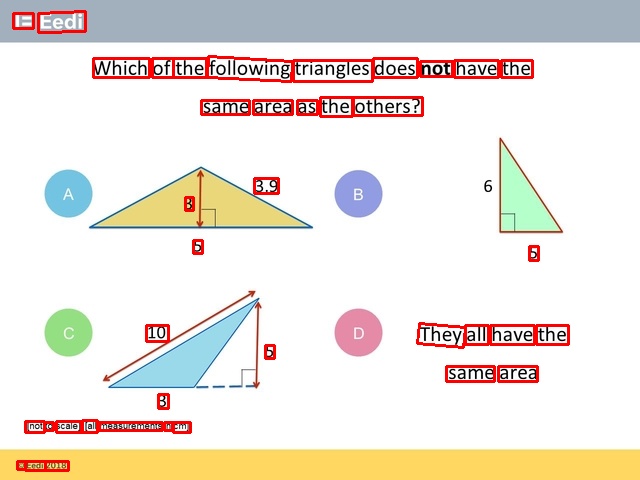 Eedi
Which of the following triangles does not have the
same area as the others?
A
3.9
3
5
B
6
5
C
10
5
3
D
They all have the
same area
[not to scale] [all measurements in cm]
© Eedi 2018